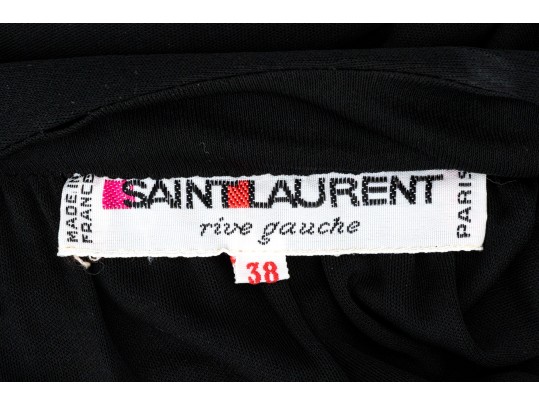 MADE IN
FRANCE
SAINT LAURENT
rive gauche
PARIS
38